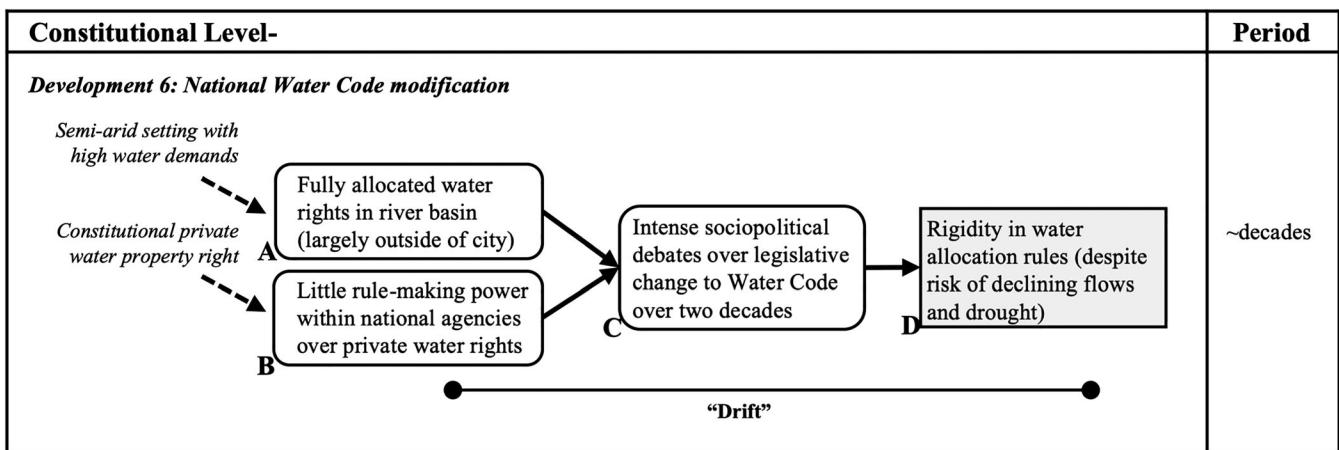 Constitutional Level-
Period
Development 6: National Water Code modification
Semi-arid setting with
high water demands
Constitutional private
water property right
A
Fully allocated water
rights in river basin
(largely outside of city)
B
Little rule-making power
within national agencies
over private water rights
C
Intense sociopolitical
debates over legislative
change to Water Code
over two decades
D
Rigidity in water
allocation rules (despite
risk of declining flows
and drought)
~decades
“Drift”